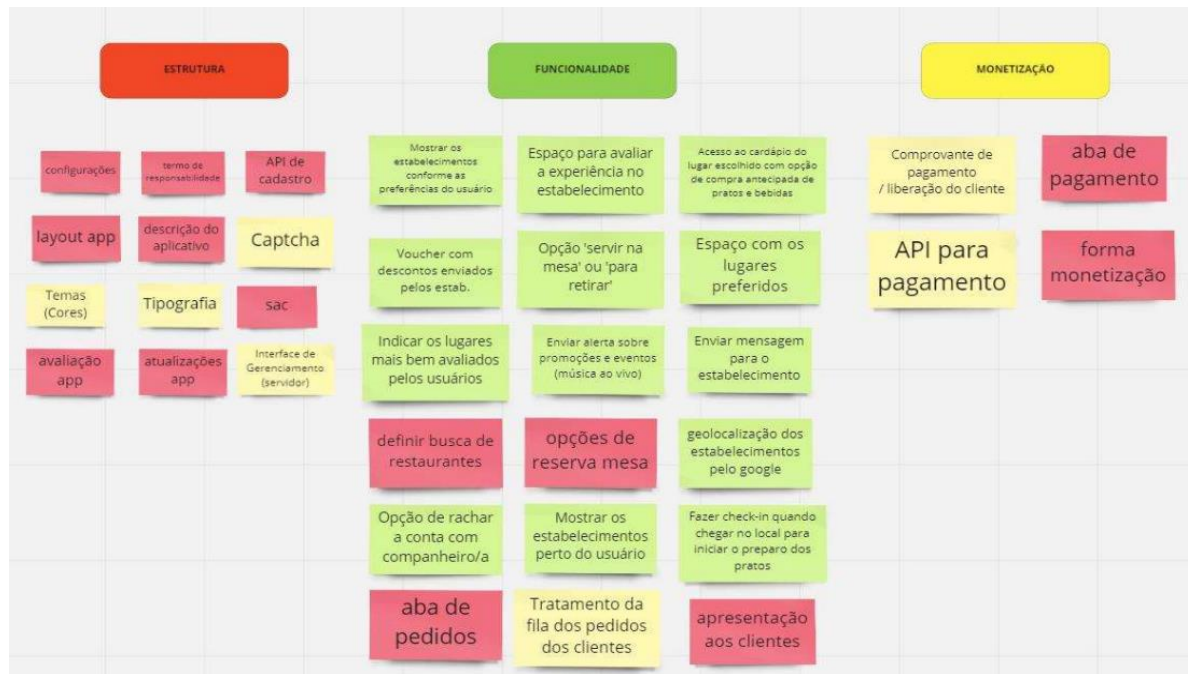 ESTRUTURA
FUNCIONALIDADE
MONETIZAÇÃO
configurações
termo de
responsabilidade
API de
cadastro
layout app
descrição do
aplicativo
Captcha
Temas
(Cores)
Tipografia
sac
avaliação
app
atualizações
app
Interface de
Gerenciamento
(servidor)
Mostrar os
estabelecimentos
conforme as
preferências do usuário
Espaço para avaliar
a experiência no
estabelecimento
Acesso ao cardápio do
lugar escolhido com opção
de compra antecipada de
pratos e bebidas
Voucher com
descontos enviados
pelos estab.
Opção 'servir na
mesa' ou 'para
retirar'
Espaço com os
lugares
preferidos
Indicar os lugares
mais bem avaliados
pelos usuários
Enviar alerta sobre
promoções e eventos
(música ao vivo)
Enviar mensagem
para o
estabelecimento
definir busca de
restaurantes
opções de
reserva mesa
geolocalização dos
estabelecimentos
pelo google
Opção de rachar
a conta com
companheiro/a
Mostrar os
estabelecimentos
perto do usuário
Fazer check-in quando
chegar no local para
iniciar o preparo dos
pratos
aba de
pedidos
Tratamento da
fila dos pedidos
dos clientes
apresentação
aos clientes
Comprovante de
pagamento
/ liberação do cliente
aba de
pagamento
API para
pagamento
forma
monetização